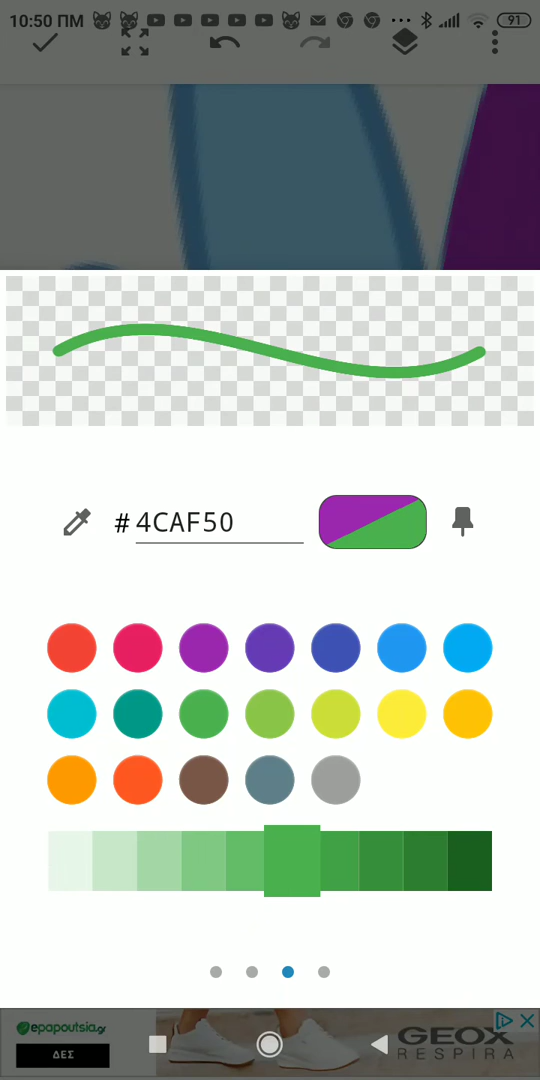 10:50 ПМ
91
# 4CAF50
epapoutsia.gr
ΔΕΣ
GEOX
RESPIRA